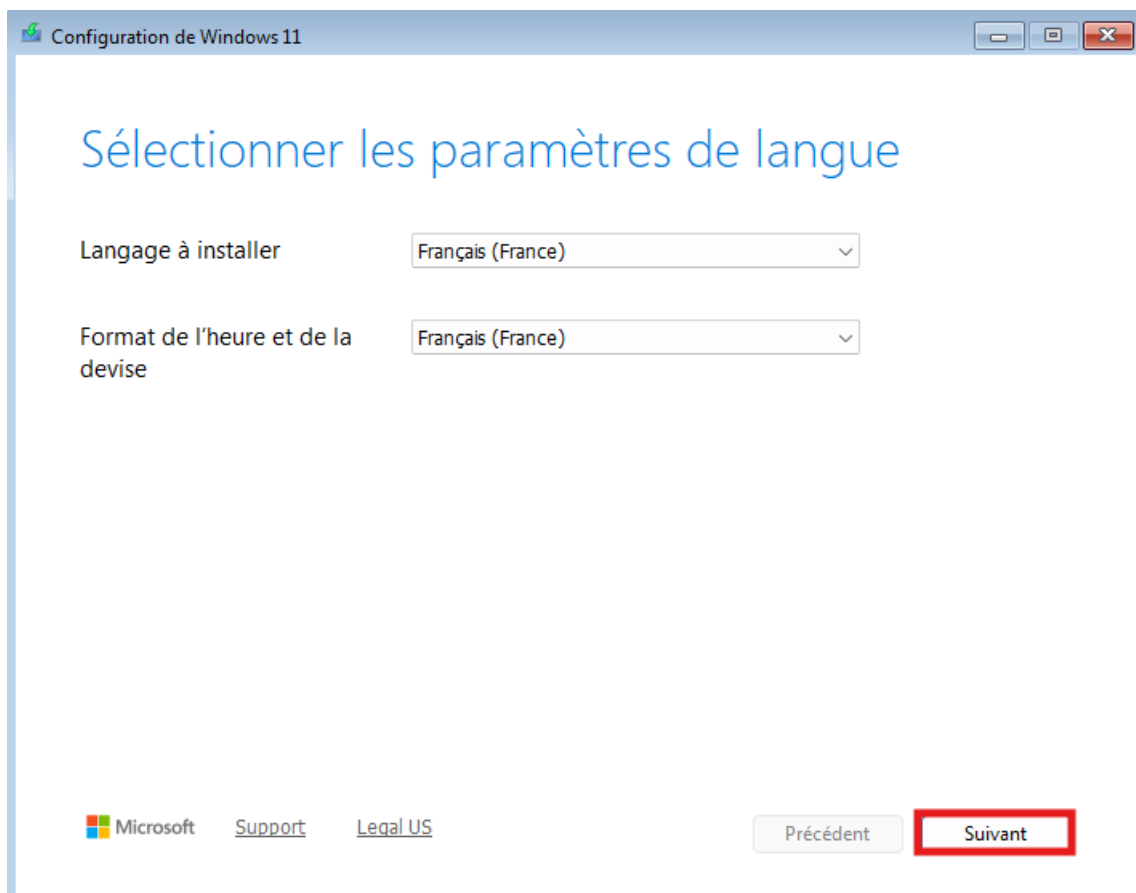 Configuration de Windows 11
Sélectionner les paramètres de langue
Langage à installer
Français (France)
Format de l’heure et de la
devise
Français (France)
Microsoft Support Legal US
Précédent Suivant